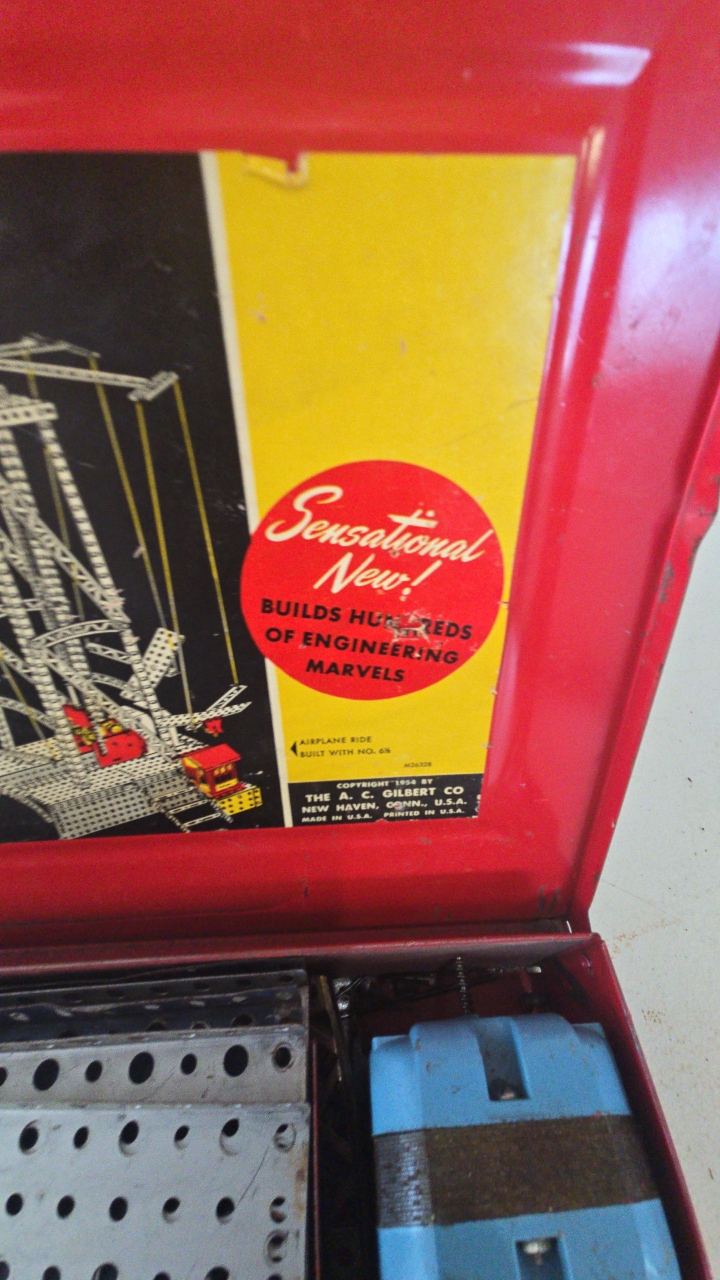 Sensational
New!
BUILDS HUNDREDS
OF ENGINEERING
MARVELS
AIRPLANE RIDE
BUILT WITH NO. 6½
M26328
COPYRIGHT 1954 BY
THE A. C. GILBERT CO
NEW HAVEN, CONN., U.S.A.
MADE IN U.S.A. PRINTED IN U.S.A.